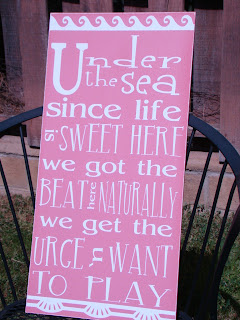 Under
the sea
since life
is SWEET HERE
we got the
BEAT here NATURALLY
we get the
URGE 'n WANT
TO PLAY